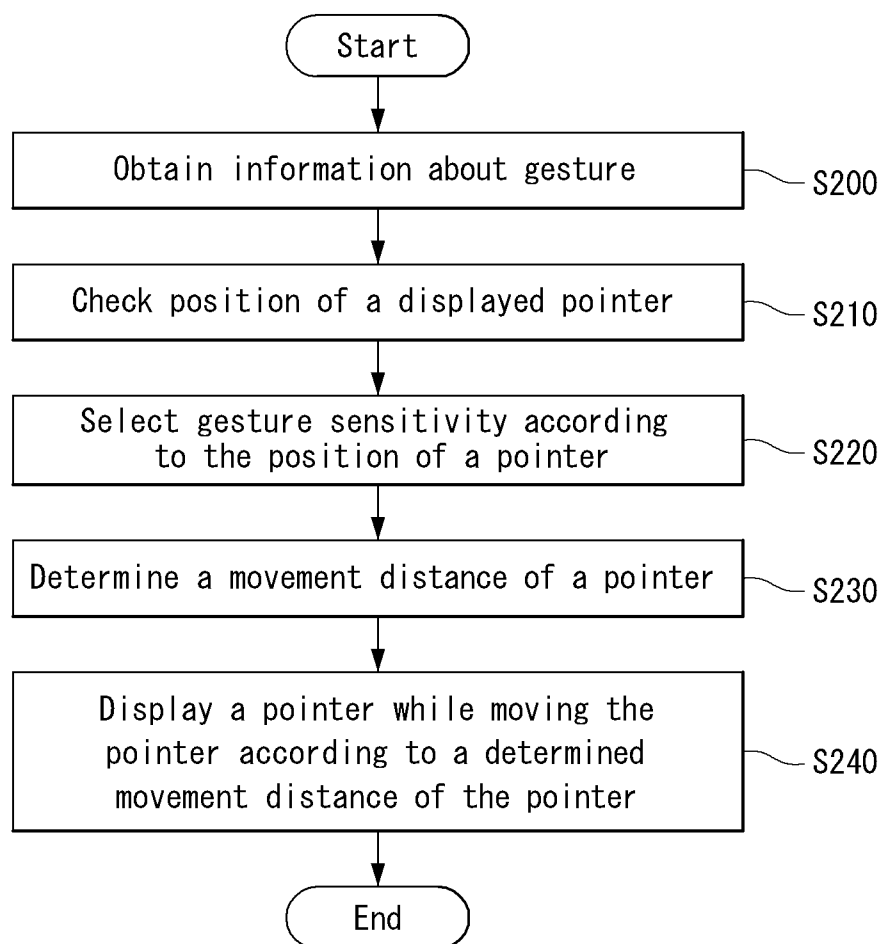 Start
Obtain information about gesture
S200
Check position of a displayed pointer
S210
Select gesture sensitivity according
to the position of a pointer
S220
Determine a movement distance of a pointer
S230
Display a pointer while moving the
pointer according to a determined
movement distance of the pointer
S240
End